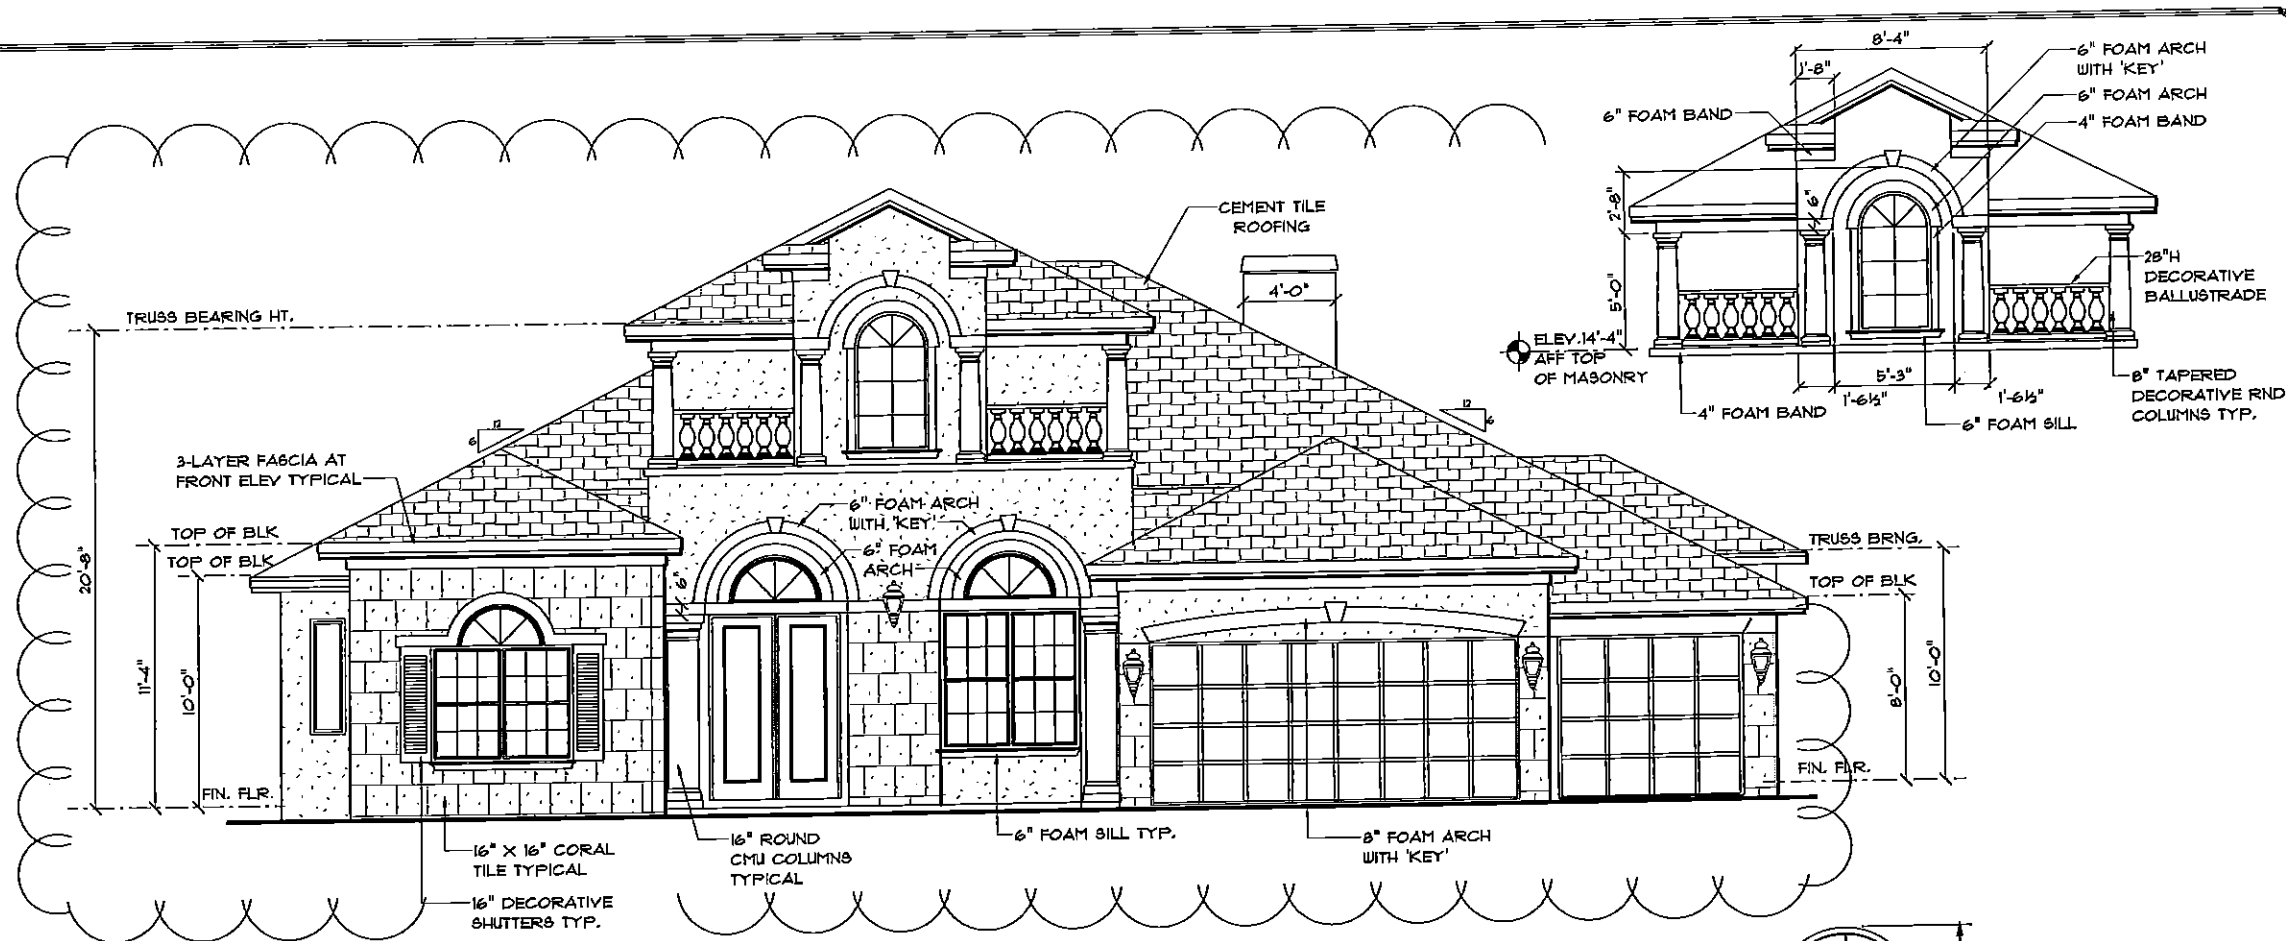 8'-4"
1'-8"
6" FOAM ARCH
WITH 'KEY'
6" FOAM ARCH
4" FOAM BAND
6" FOAM BAND
2'-8"
6"
5'-0"
ELEV. 14'-4"
AFF TOP
OF MASONRY
28"H
DECORATIVE
BALLUSTRADE
5'-3"
1'-6½"
1'-6½"
4" FOAM BAND
6" FOAM SILL
8" TAPERED
DECORATIVE RND
COLUMNS TYP.
CEMENT TILE
ROOFING
4'-0"
TRUSS BEARING HT.
12
6
12
6
3-LAYER FASCIA AT
FRONT ELEV TYPICAL
TOP OF BLK
TOP OF BLK
20'-8"
11'-4"
10'-0"
6" FOAM ARCH
WITH 'KEY'
6" FOAM
ARCH
6"
TRUSS BRNG.
TOP OF BLK
8'-0"
10'-0"
FIN. FLR.
FIN. FLR.
16" X 16" CORAL
TILE TYPICAL
16" DECORATIVE
SHUTTERS TYP.
16" ROUND
CMU COLUMNS
TYPICAL
6" FOAM SILL TYP.
8" FOAM ARCH
WITH 'KEY'